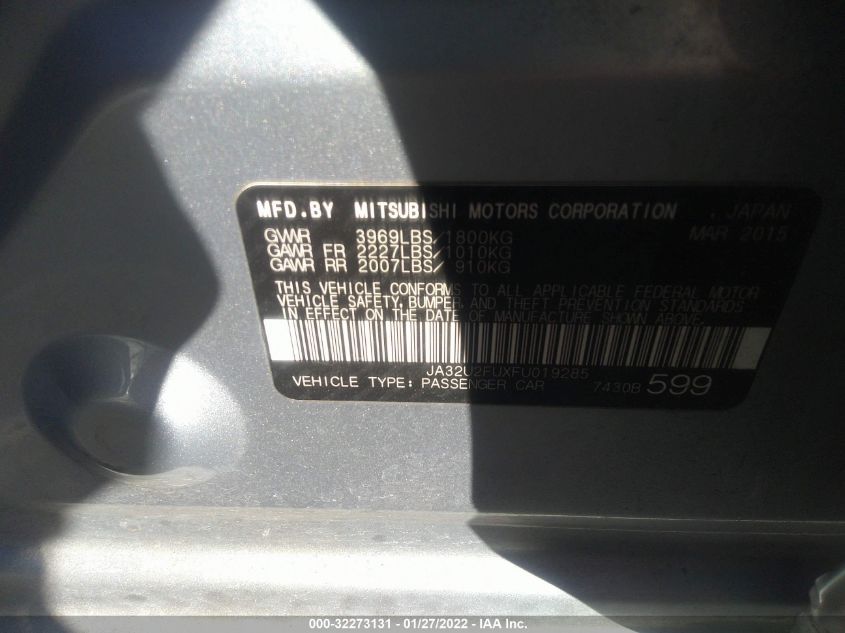 MFD.BY MITSUBISHI MOTORS CORPORATION .JAPAN
GVWR 3969LBS/1800KG MAR 2015
GAWR FR 2227LBS/1010KG
GAWR RR 2007LBS/ 910KG
THIS VEHICLE CONFORMS TO ALL APPLICABLE FEDERAL MOTOR
VEHICLE SAFETY, BUMPER, AND THEFT PREVENTION STANDARDS
IN EFFECT ON THE DATE OF MANUFACTURE SHOWN ABOVE.
JA32U2FUXFU019285
VEHICLE TYPE: PASSENGER CAR 7430B 599
000-32273131 - 01/27/2022 - IAA Inc.